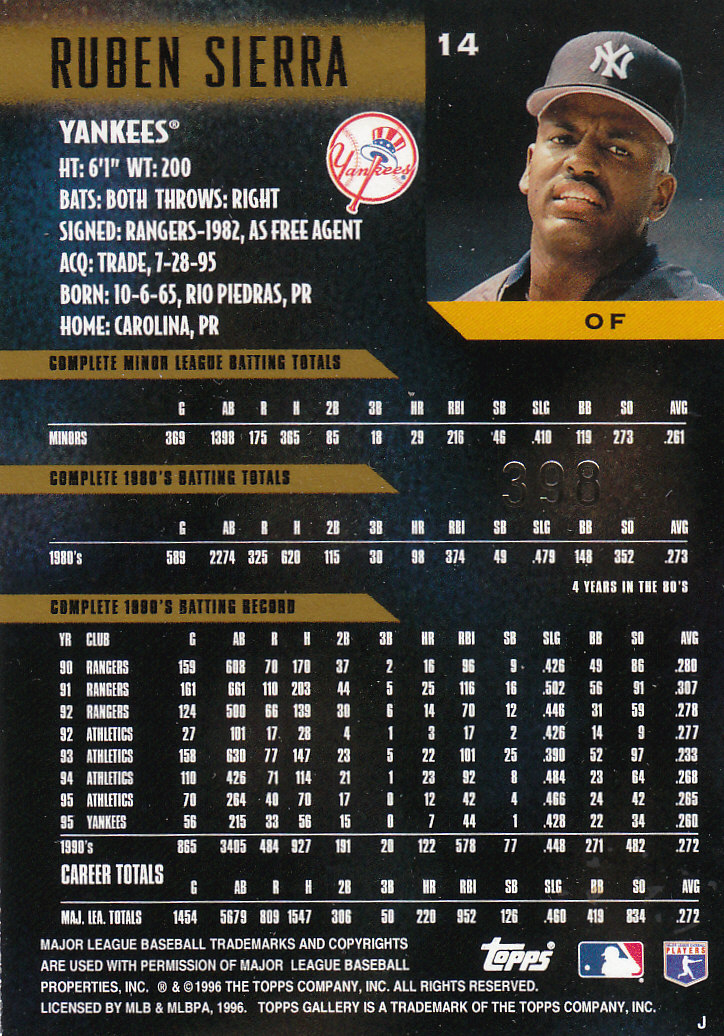 RUBEN SIERRA
14
NY
YANKEES®
Yankees
HT: 6'1" WT: 200
BATS: BOTH THROWS: RIGHT
SIGNED: RANGERS-1982, AS FREE AGENT
ACQ: TRADE, 7-28-95
BORN: 10-6-65, RIO PIEDRAS, PR
HOME: CAROLINA, PR
OF
COMPLETE MINOR LEAGUE BATTING TOTALS
G AB R H 2B 3B HR RBI SB SLG BB SO AVG
MINORS 369 1398 175 365 85 18 29 216 46 .410 119 273 .261
COMPLETE 1980'S BATTING TOTALS
398
G AB R H 2B 3B HR RBI SB SLG BB SO AVG
1980's 589 2274 325 620 115 30 98 374 49 .479 148 352 .273
4 YEARS IN THE 80'S
COMPLETE 1990'S BATTING RECORD
YR CLUB G AB R H 2B 3B HR RBI SB SLG BB SO AVG
90 RANGERS 159 608 70 170 37 2 16 96 9 .426 49 86 .280
91 RANGERS 161 661 110 203 44 5 25 116 16 .502 56 91 .307
92 RANGERS 124 500 66 139 30 6 14 70 12 .446 31 59 .278
92 ATHLETICS 27 101 17 28 4 1 3 17 2 .426 14 9 .277
93 ATHLETICS 158 630 77 147 23 5 22 101 25 .390 52 97 .233
94 ATHLETICS 110 426 71 114 21 1 23 92 8 .484 23 64 .268
95 ATHLETICS 70 264 40 70 17 0 12 42 4 .466 24 42 .265
95 YANKEES 56 215 33 56 15 0 7 44 1 .428 22 34 .260
1990's 865 3405 484 927 191 20 122 578 77 .448 271 482 .272
CAREER TOTALS
G AB R H 2B 3B HR RBI SB SLG BB SO AVG
MAJ. LEA. TOTALS 1454 5679 809 1547 306 50 220 952 126 .460 419 834 .272
MAJOR LEAGUE BASEBALL TRADEMARKS AND COPYRIGHTS
ARE USED WITH PERMISSION OF MAJOR LEAGUE BASEBALL
PROPERTIES, INC. ® & ©1996 THE TOPPS COMPANY, INC. ALL RIGHTS RESERVED.
LICENSED BY MLB & MLBPA, 1996. TOPPS GALLERY IS A TRADEMARK OF THE TOPPS COMPANY, INC.
Topps®
PLAYERS
J